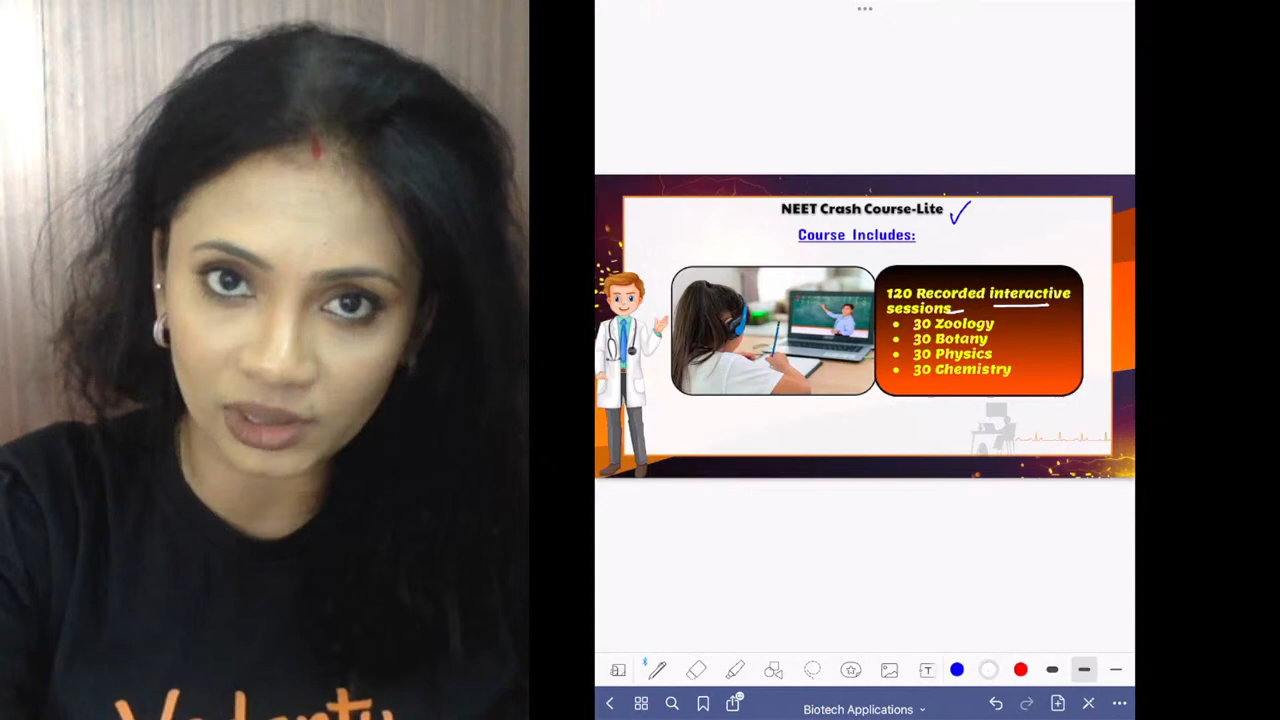 NEET Crash Course-Lite
Course Includes:
120 Recorded interactive
sessions
• 30 Zoology
• 30 Botany
• 30 Physics
• 30 Chemistry
Biotech Applications